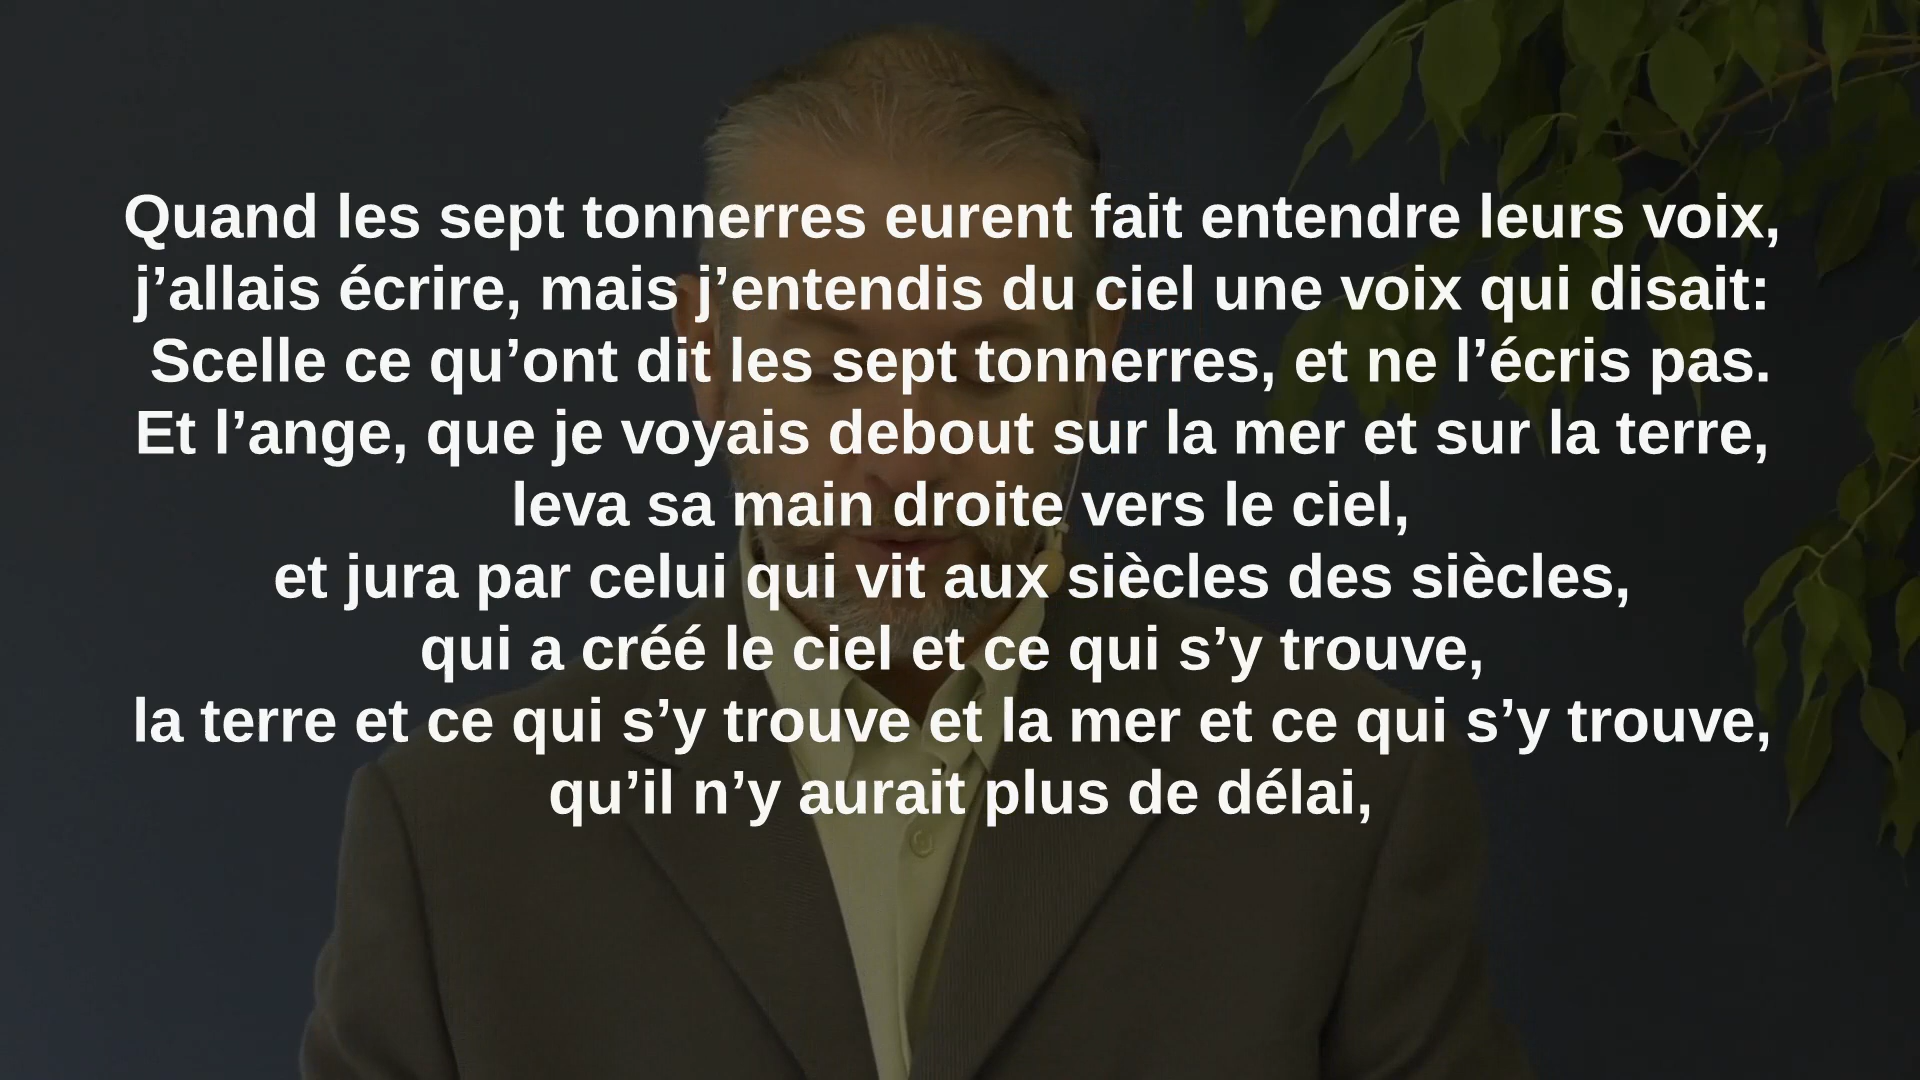 Quand les sept tonnerres eurent fait entendre leurs voix,
j’allais écrire, mais j’entendis du ciel une voix qui disait:
Scelle ce qu’ont dit les sept tonnerres, et ne l’écris pas.
Et l’ange, que je voyais debout sur la mer et sur la terre,
leva sa main droite vers le ciel,
et jura par celui qui vit aux siècles des siècles,
qui a créé le ciel et ce qui s’y trouve,
la terre et ce qui s’y trouve et la mer et ce qui s’y trouve,
qu’il n’y aurait plus de délai,